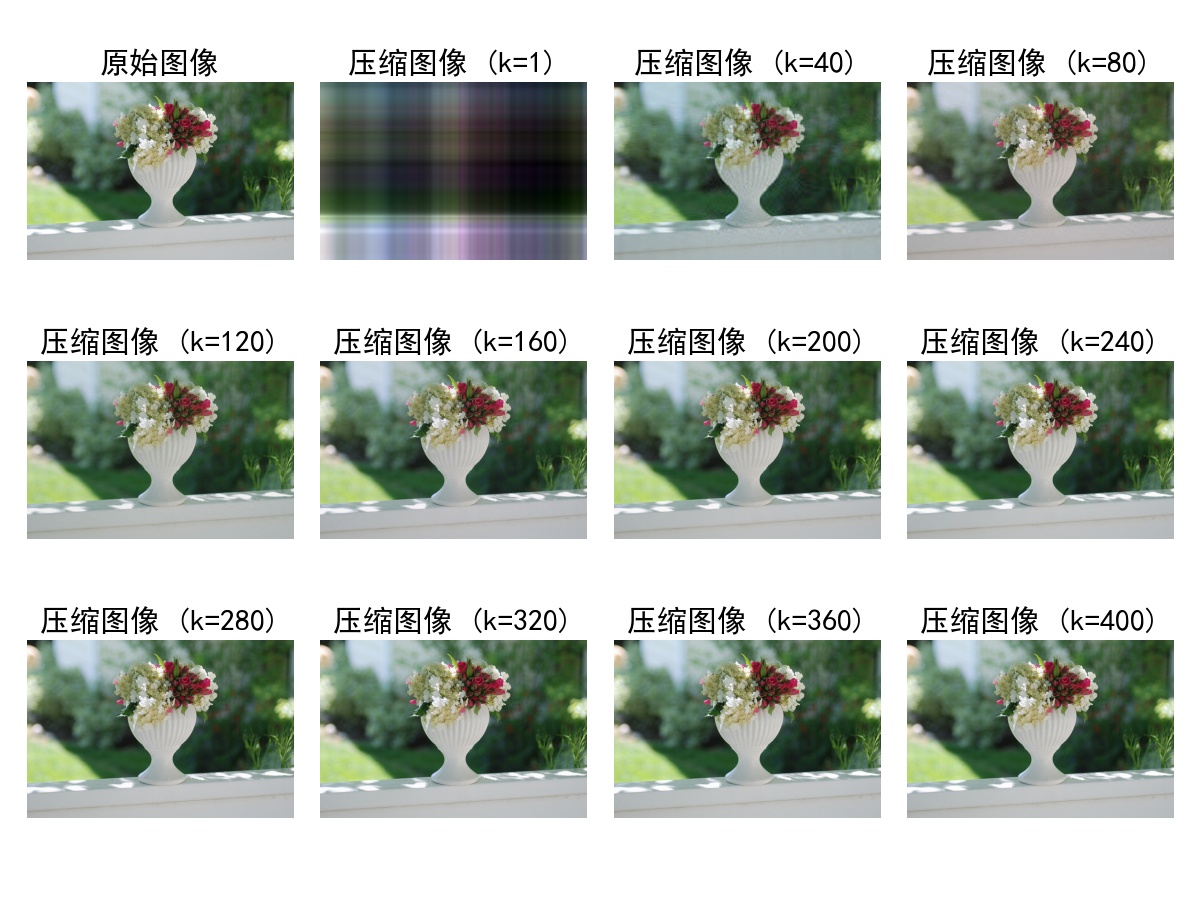 原始图像
压缩图像 (k=1)
压缩图像 (k=40)
压缩图像 (k=80)
压缩图像 (k=120)
压缩图像 (k=160)
压缩图像 (k=200)
压缩图像 (k=240)
压缩图像 (k=280)
压缩图像 (k=320)
压缩图像 (k=360)
压缩图像 (k=400)